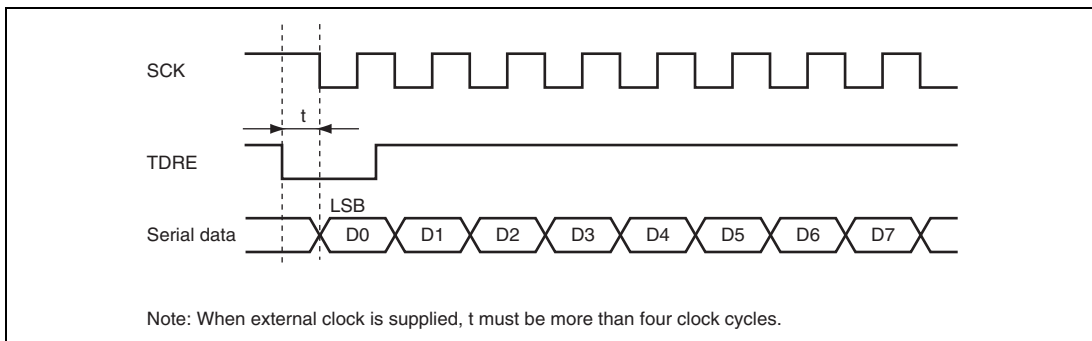 SCK
t
TDRE
LSB
Serial data D0 D1 D2 D3 D4 D5 D6 D7
Note: When external clock is supplied, t must be more than four clock cycles.